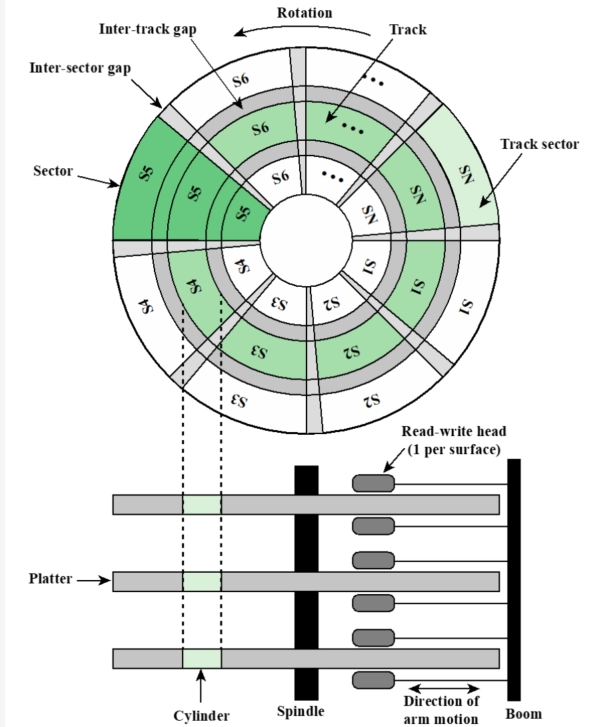 Rotation
Inter-track gap
Track
Inter-sector gap
S6
•••
S6
•••
Track sector
Sector
S5
S5
S5
S6
•••
SN
SN
SN
S4
S4
S4
S1
S1
S1
S3
S2
S3
S2
S3
S2
Read-write head
(1 per surface)
Platter
Cylinder
Spindle
Direction of
arm motion
Boom